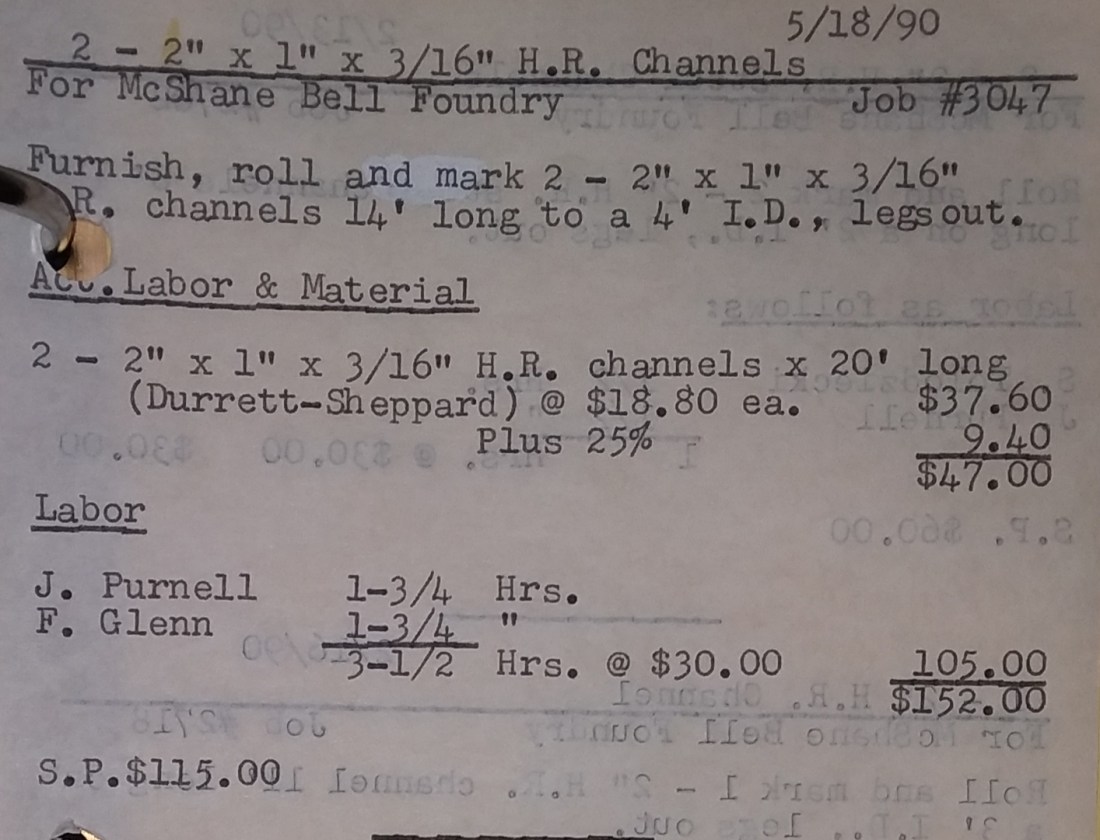 5/18/90
2 - 2" x 1" x 3/16" H.R. Channels
For McShane Bell Foundry Job #3047
Furnish, roll and mark 2 - 2" x 1" x 3/16"
R. channels 14' long to a 4' I.D., legs out.
Act. Labor & Material
2 - 2" x 1" x 3/16" H.R. channels x 20' long
(Durrett-Sheppard) @ $18.80 ea. $37.60
Plus 25% 9.40
$47.00
Labor
J. Purnell 1-3/4 Hrs.
F. Glenn 1-3/4 "
3-1/2 Hrs. @ $30.00 105.00
$152.00
S.P.$115.00